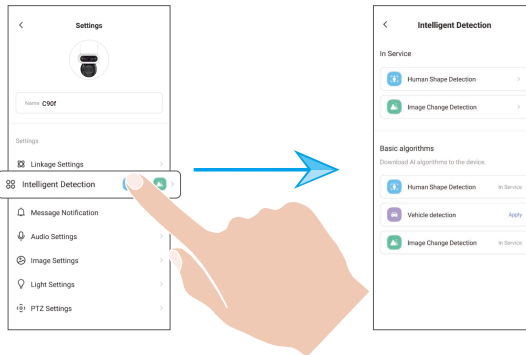 Settings
Name C90f
Settings
Linkage Settings
Intelligent Detection
Message Notification
Audio Settings
Image Settings
Light Settings
PTZ Settings
Intelligent Detection
In Service
Human Shape Detection
Image Change Detection
Basic algorithms
Download AI algorithms to the device.
Human Shape Detection In Service
Vehicle detection Apply
Image Change Detection In Service